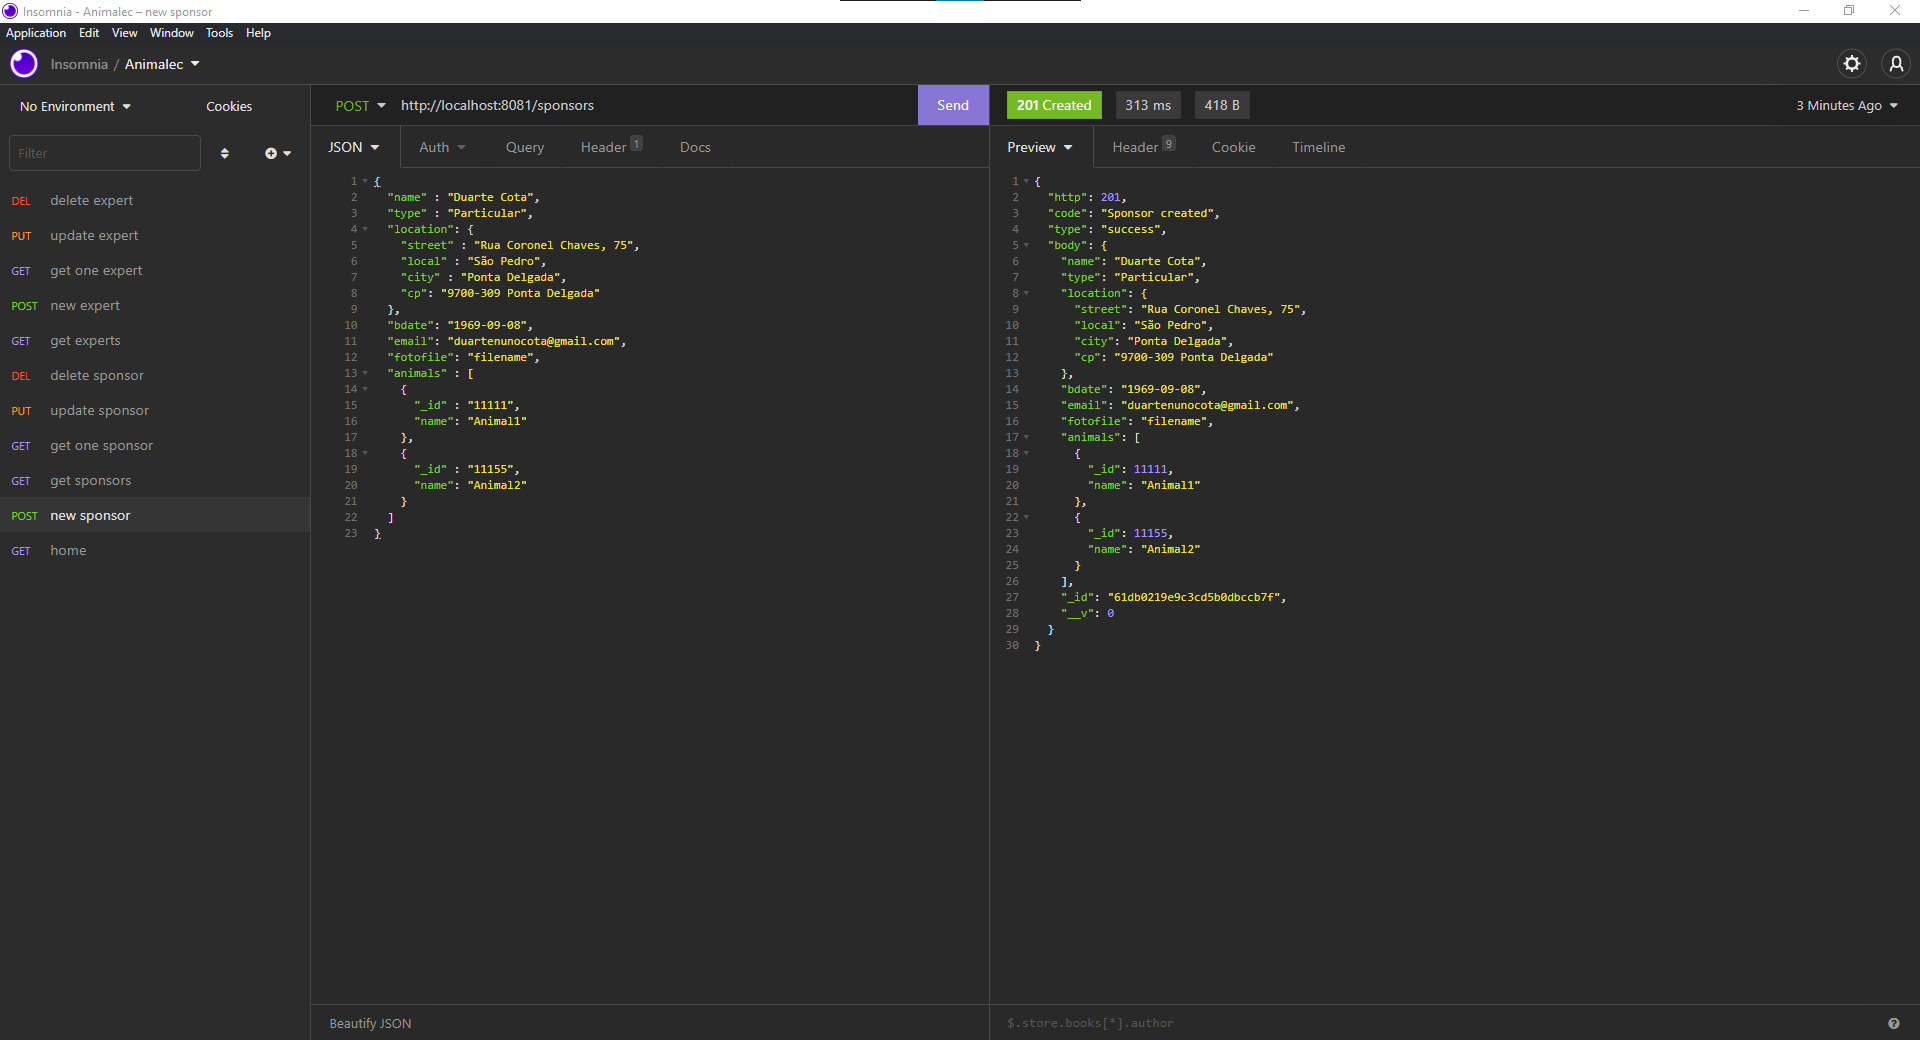 Insomnia - Animalec – new sponsor
Application Edit View Window Tools Help
Insomnia / Animalec
No Environment Cookies
Filter
DEL delete expert
PUT update expert
GET get one expert
POST new expert
GET get experts
DEL delete sponsor
PUT update sponsor
GET get one sponsor
GET get sponsors
POST new sponsor
GET home
POST http://localhost:8081/sponsors Send
JSON Auth Query Header 1 Docs
1 {
2 "name" : "Duarte Cota",
3 "type" : "Particular",
4 "location": {
5 "street" : "Rua Coronel Chaves, 75",
6 "local" : "São Pedro",
7 "city" : "Ponta Delgada",
8 "cp": "9700-309 Ponta Delgada"
9 },
10 "bdate": "1969-09-08",
11 "email": "duartenunocota@gmail.com",
12 "fotofile": "filename",
13 "animals" : [
14 {
15 "_id" : "11111",
16 "name": "Animal1"
17 },
18 {
19 "_id" : "11155",
20 "name": "Animal2"
21 }
22 ]
23 }
Beautify JSON
201 Created 313 ms 418 B 3 Minutes Ago
Preview Header 9 Cookie Timeline
1 {
2 "http": 201,
3 "code": "Sponsor created",
4 "type": "success",
5 "body": {
6 "name": "Duarte Cota",
7 "type": "Particular",
8 "location": {
9 "street": "Rua Coronel Chaves, 75",
10 "local": "São Pedro",
11 "city": "Ponta Delgada",
12 "cp": "9700-309 Ponta Delgada"
13 },
14 "bdate": "1969-09-08",
15 "email": "duartenunocota@gmail.com",
16 "fotofile": "filename",
17 "animals": [
18 {
19 "_id": 11111,
20 "name": "Animal1"
21 },
22 {
23 "_id": 11155,
24 "name": "Animal2"
25 }
26 ],
27 "_id": "61db0219e9c3cd5b0dbccb7f",
28 "__v": 0
29 }
30 }
$.store.books[*].author